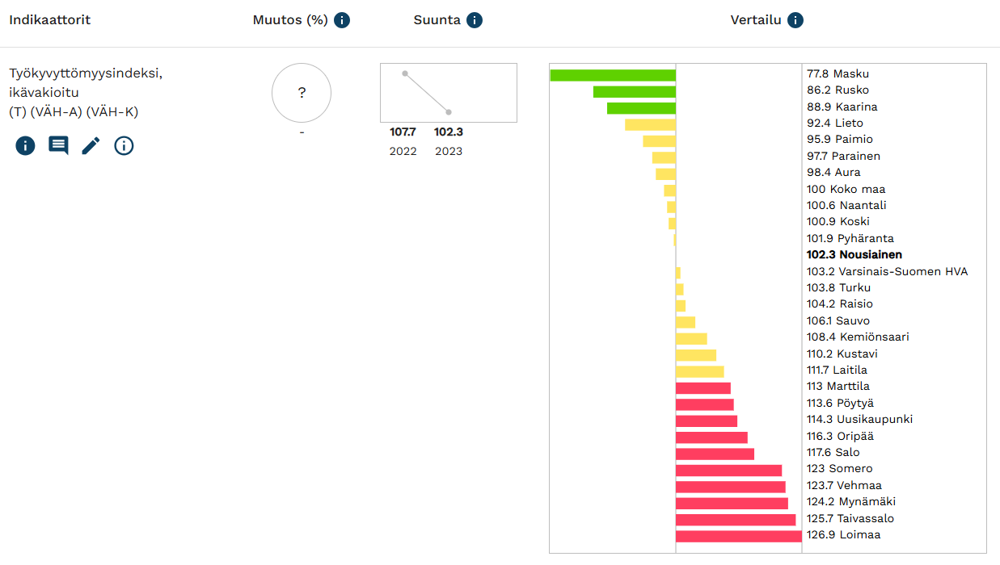 Indikaattorit
Muutos (%)
Suunta
Vertailu
Työkyvyttömyysindeksi,
ikävakioitu
(T) (VÄH-A) (VÄH-K)
?
-
107.7 102.3
2022 2023
77.8 Masku
86.2 Rusko
88.9 Kaarina
92.4 Lieto
95.9 Paimio
97.7 Parainen
98.4 Aura
100 Koko maa
100.6 Naantali
100.9 Koski
101.9 Pyhäranta
102.3 Nousiainen
103.2 Varsinais-Suomen HVA
103.8 Turku
104.2 Raisio
106.1 Sauvo
108.4 Kemiönsaari
110.2 Kustavi
111.7 Laitila
113 Marttila
113.6 Pöytyä
114.3 Uusikaupunki
116.3 Oripää
117.6 Salo
123 Somero
123.7 Vehmaa
124.2 Mynämäki
125.7 Taivassalo
126.9 Loimaa